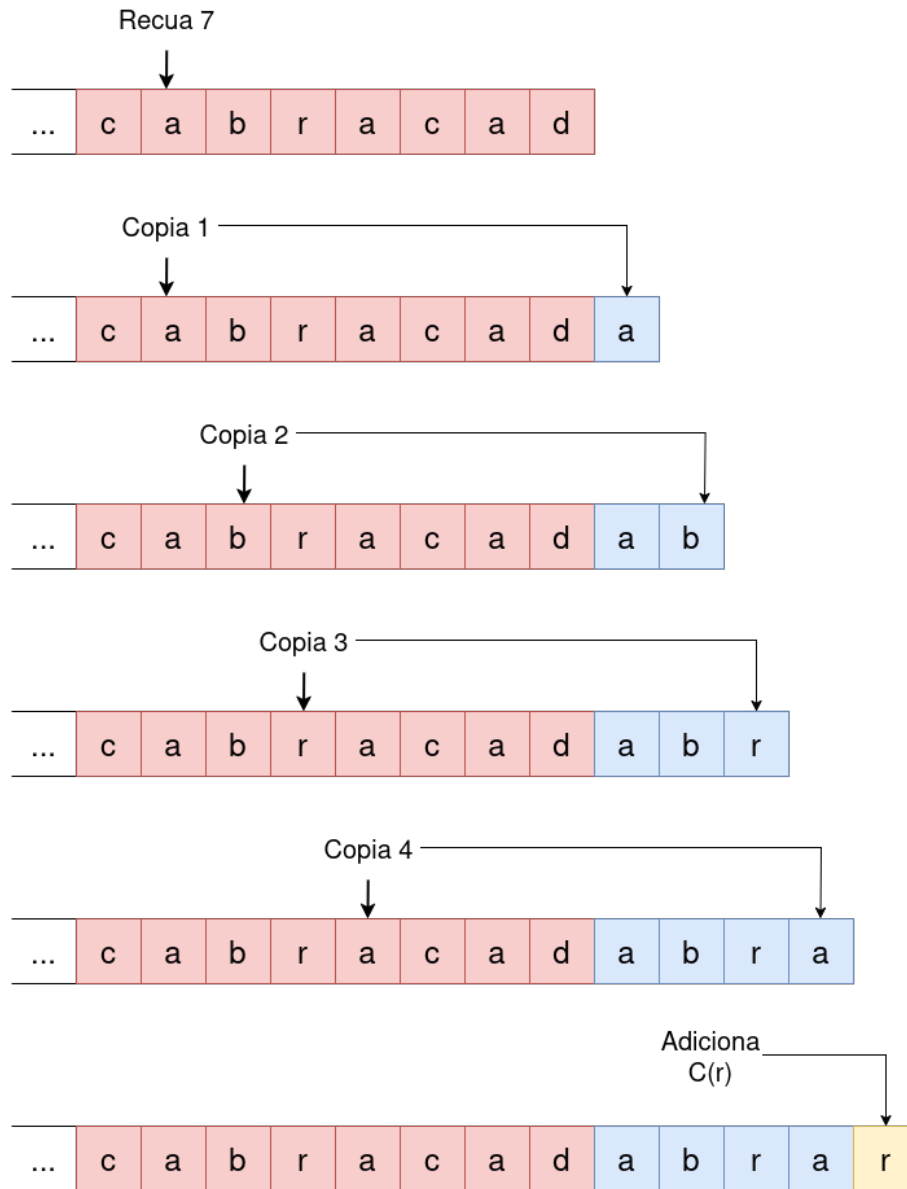 Recua 7
... c a b r a c a d
Copia 1
... c a b r a c a d a
Copia 2
... c a b r a c a d a b
Copia 3
... c a b r a c a d a b r
Copia 4
... c a b r a c a d a b r a
Adiciona
C(r)
... c a b r a c a d a b r a r